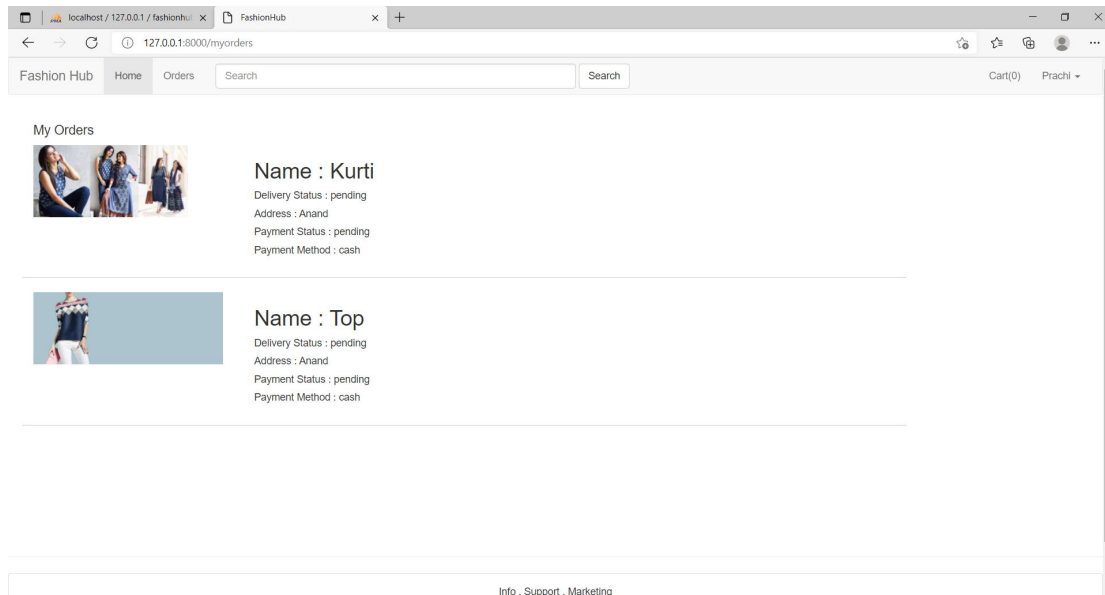 localhost / 127.0.0.1 / fashionhul
FashionHub
127.0.0.1:8000/myorders
Fashion Hub Home Orders Search Search Cart(0) Prachi
My Orders
Name : Kurti
Delivery Status : pending
Address : Anand
Payment Status : pending
Payment Method : cash
Name : Top
Delivery Status : pending
Address : Anand
Payment Status : pending
Payment Method : cash
Info . Support . Marketing